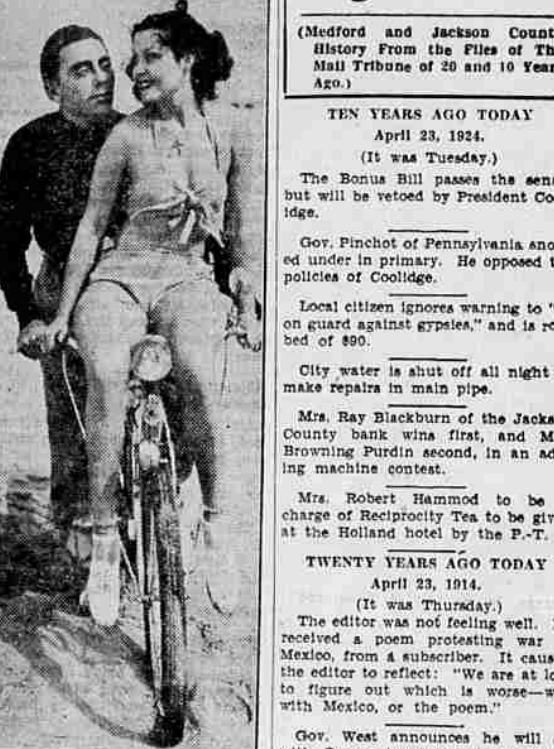 (Medford and Jackson Count
History From the Files of Th
Mail Tribune of 20 and 10 Year
Ago.)
TEN YEARS AGO TODAY
April 23, 1924.
(It was Tuesday.)
The Bonus Bill passes the sena
but will be vetoed by President Co
idge.
Gov. Pinchot of Pennsylvania sno
ed under in primary. He opposed t
policies of Coolidge.
Local citizen ignores warning to "
on guard against gypsies," and is ro
bed of $90.
City water is shut off all night
make repairs in main pipe.
Mrs. Ray Blackburn of the Jacks
County bank wins first, and M
Browning Purdin second, in an ad
ing machine contest.
Mrs. Robert Hammod to be
charge of Reciprocity Tea to be giv
at the Holland hotel by the P.-T.
TWENTY YEARS AGO TODAY
April 23, 1914.
(It was Thursday.)
The editor was not feeling well.
received a poem protesting war
Mexico, from a subscriber. It caus
the editor to reflect: "We are at lo
to figure out which is worse—w
with Mexico, or the poem."
Gov. West announces he will